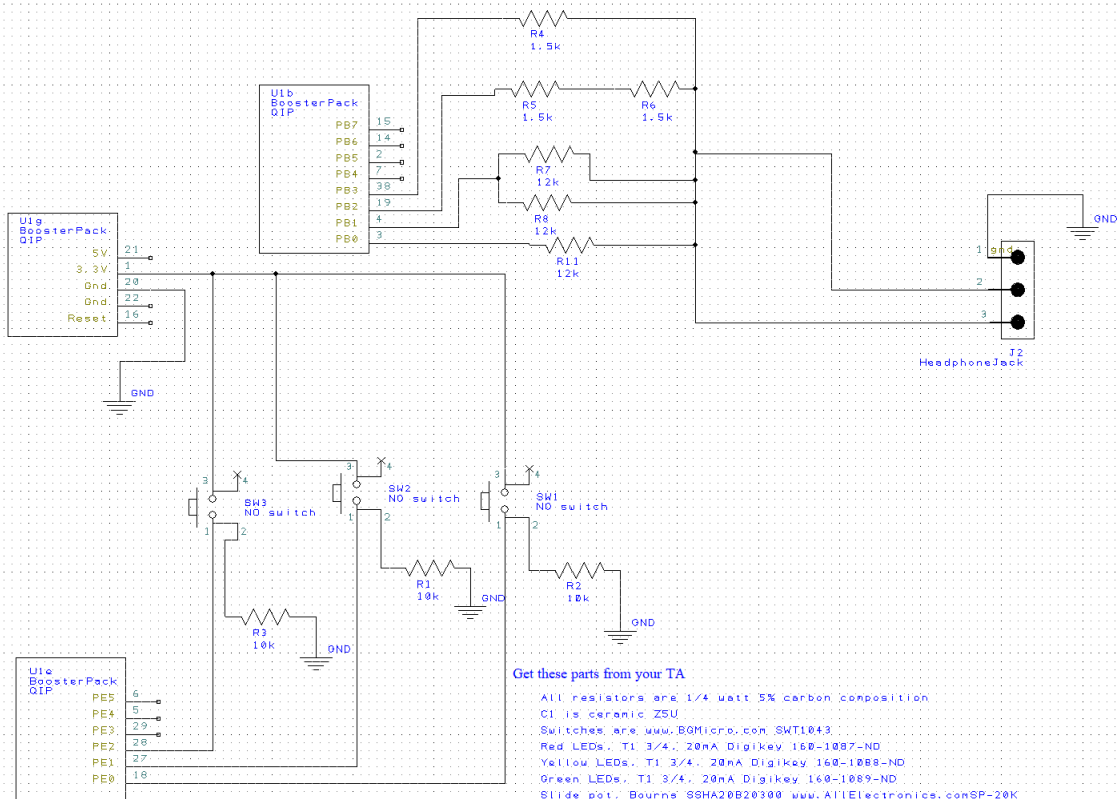 R4
1.5k
U1b
BoosterPack
QIP
R5
1.5k
R6
1.5k
PB7 15
PB6 14
PB5 2
PB4 7
PB3 38
PB2 19
PB1 4
PB0 3
R7
12k
R8
12k
R11
12k
U1g
BoosterPack
QIP
5V 21
3.3V 1
Gnd 20
Gnd 22
Reset 16
GND
GND
1 gnd
2
3
J2
HeadphoneJack
3 4
SW3
NO switch
1 2
3 4
SW2
NO switch
1 2
3 4
SW1
NO switch
1 2
R1
10k
GND
R2
10k
GND
R3
10k
GND
U1e
BoosterPack
QIP
PE5 6
PE4 5
PE3 29
PE2 28
PE1 27
PE0 18
Get these parts from your TA
All resistors are 1/4 watt 5% carbon composition
C1 is ceramic Z5U
Switches are www.BGMicro.com SWT1043
Red LEDs, T1 3/4, 20mA Digikey 160-1087-ND
Yellow LEDs, T1 3/4, 20mA Digikey 160-1088-ND
Green LEDs, T1 3/4, 20mA Digikey 160-1089-ND
Slide pot, Bourns SSHA20B20300 www.AllElectronics.comSP-20K